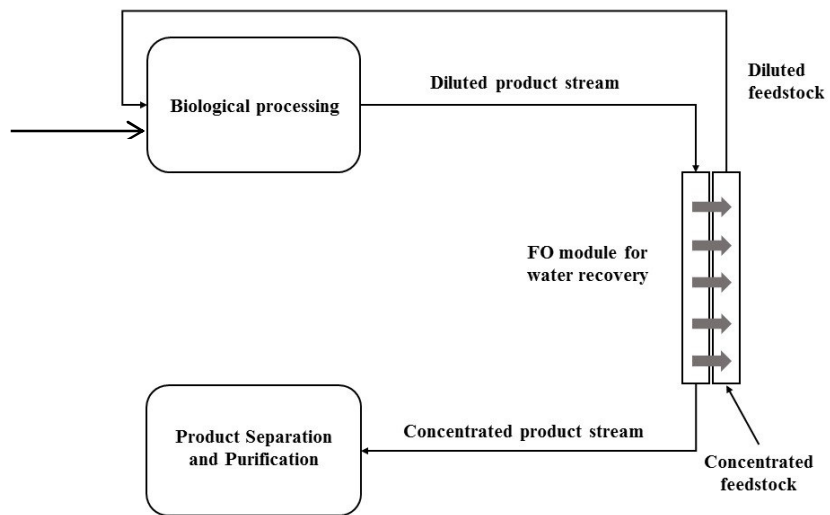 Biological processing
Diluted product stream
Diluted
feedstock
FO module for
water recovery
Product Separation
and Purification
Concentrated product stream
Concentrated
feedstock